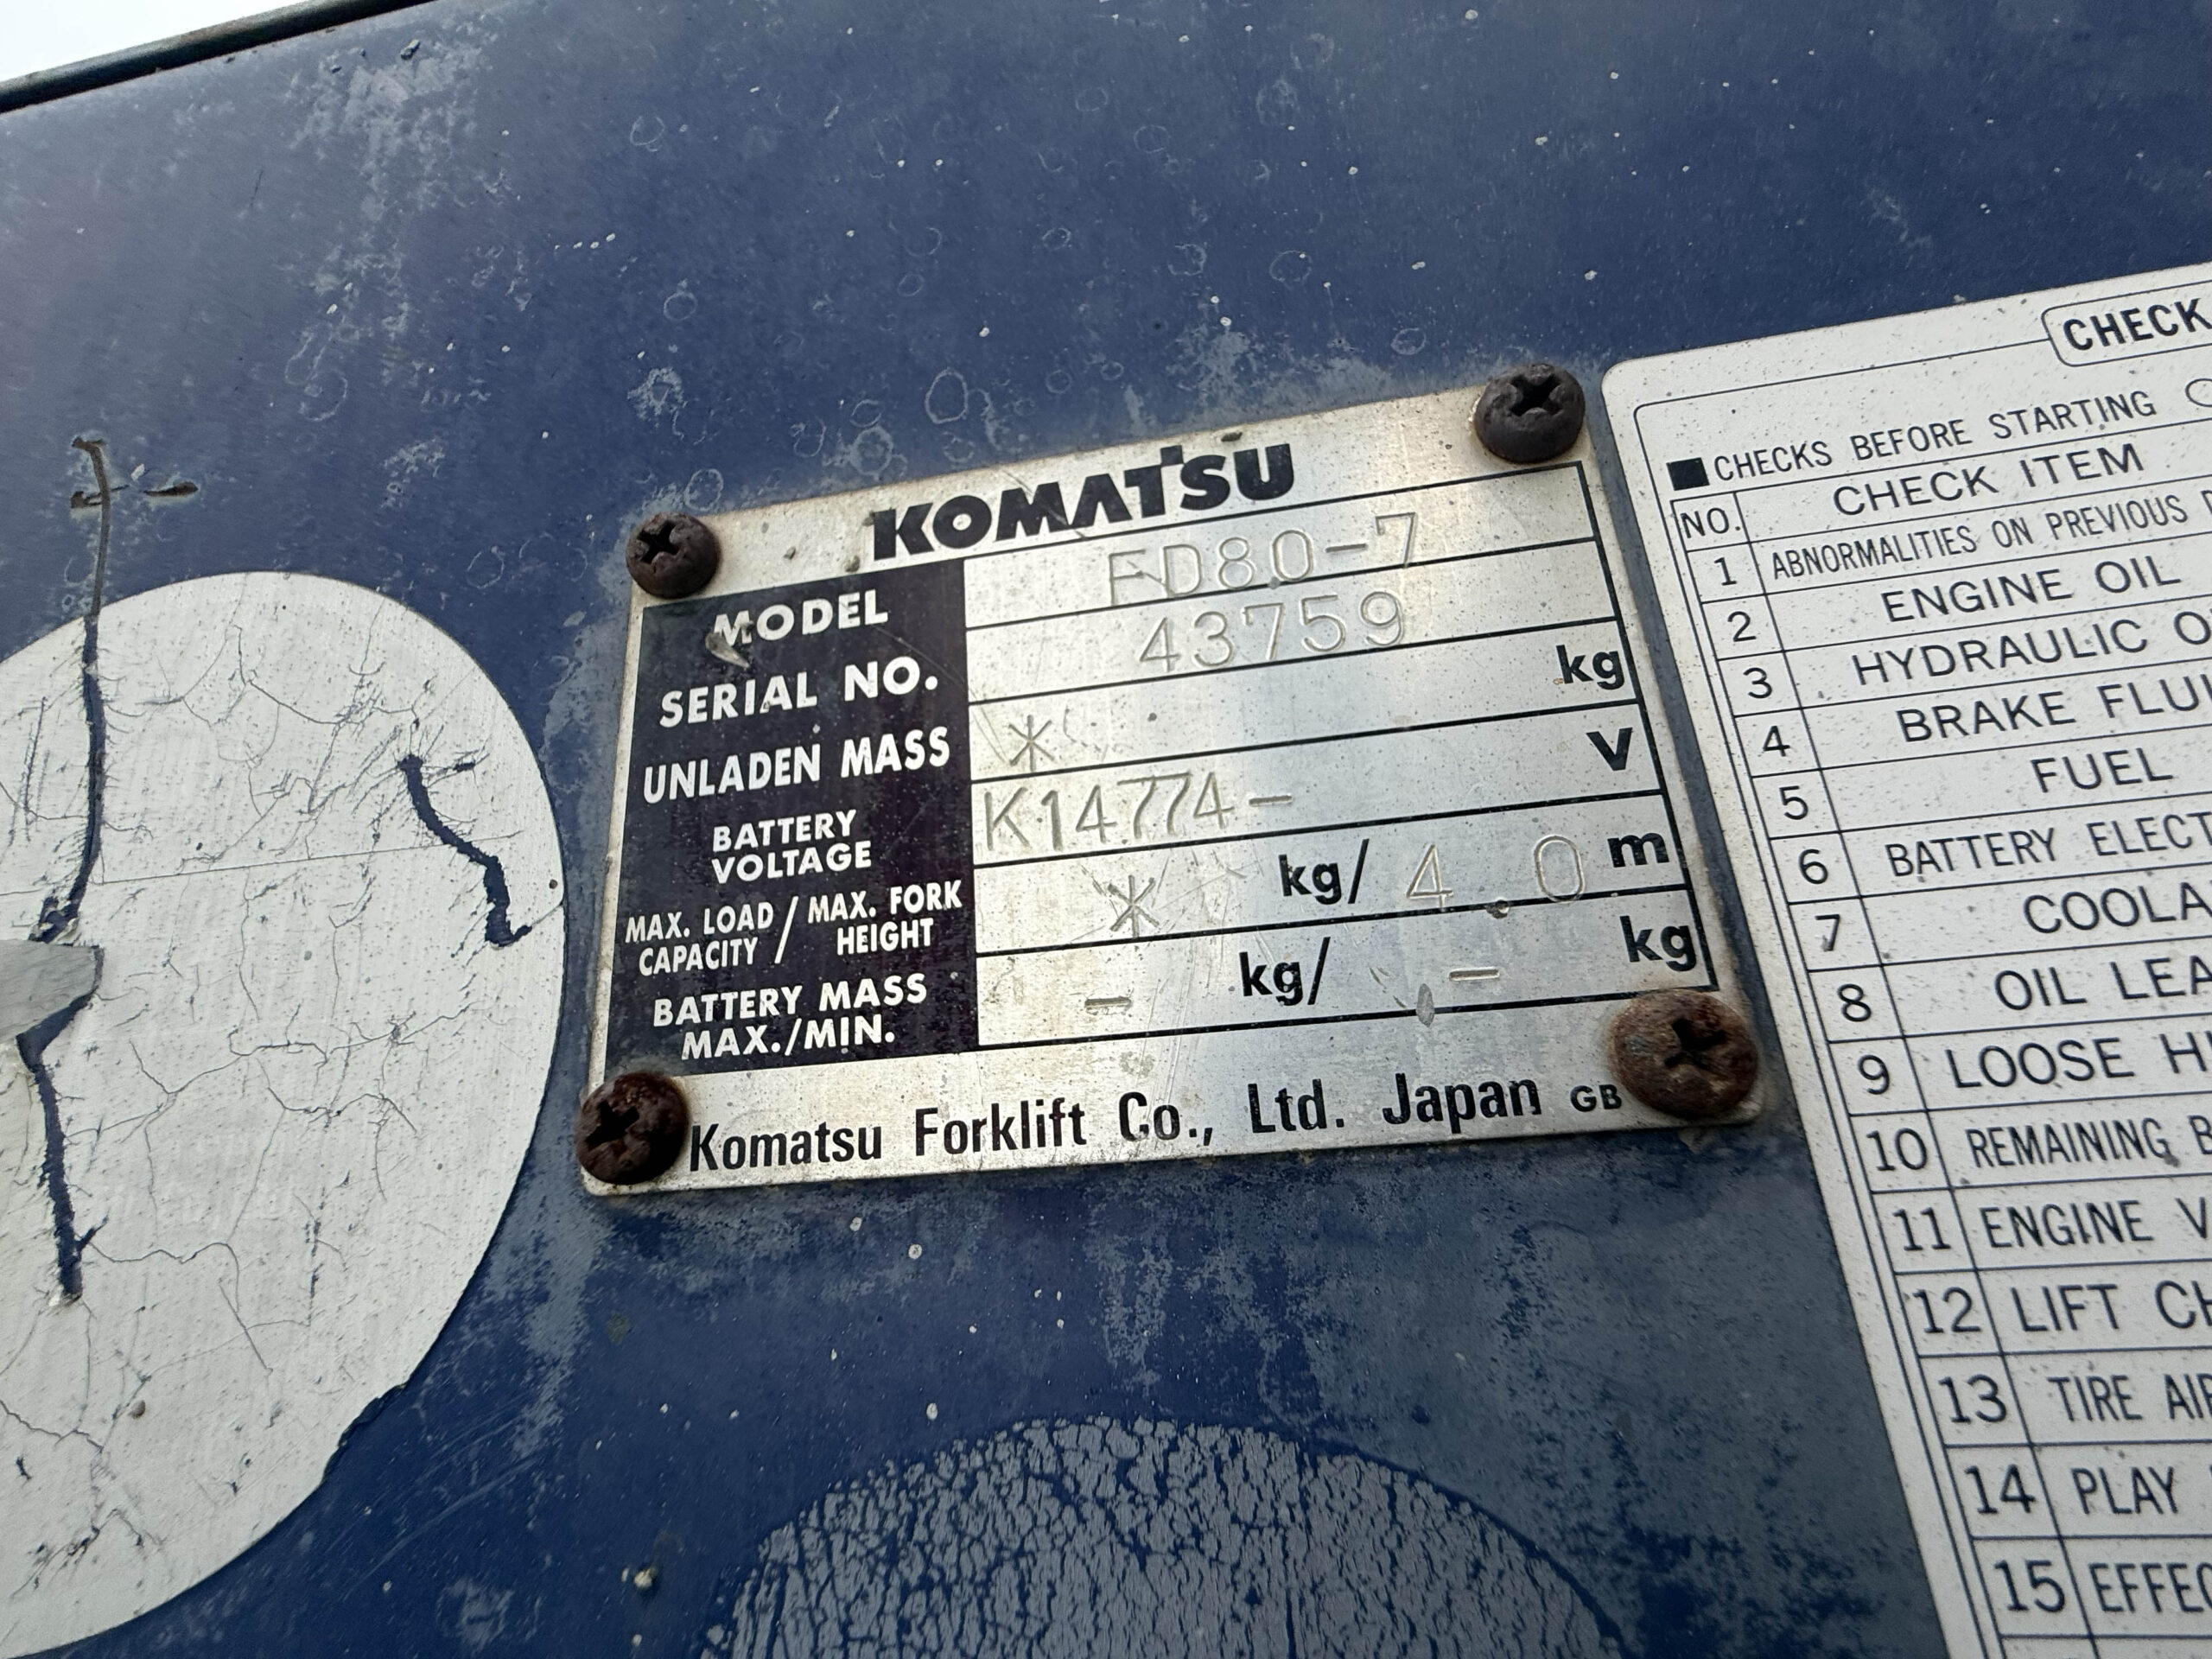 KOMATSU
MODEL FD80-7
SERIAL NO. 43759
UNLADEN MASS * kg
BATTERY VOLTAGE K14774- V
MAX. LOAD CAPACITY / MAX. FORK HEIGHT * kg/ 4.0 m
BATTERY MASS MAX./MIN. - kg/ - kg
Komatsu Forklift Co., Ltd. Japan GB
CHECK
■CHECKS BEFORE STARTING
NO. CHECK ITEM
1 ABNORMALITIES ON PREVIOUS
2 ENGINE OIL
3 HYDRAULIC O
4 BRAKE FLUI
5 FUEL
6 BATTERY ELECT
7 COOLA
8 OIL LEA
9 LOOSE H
10 REMAINING B
11 ENGINE V
12 LIFT CH
13 TIRE AIR
14 PLAY
15 EFFEC